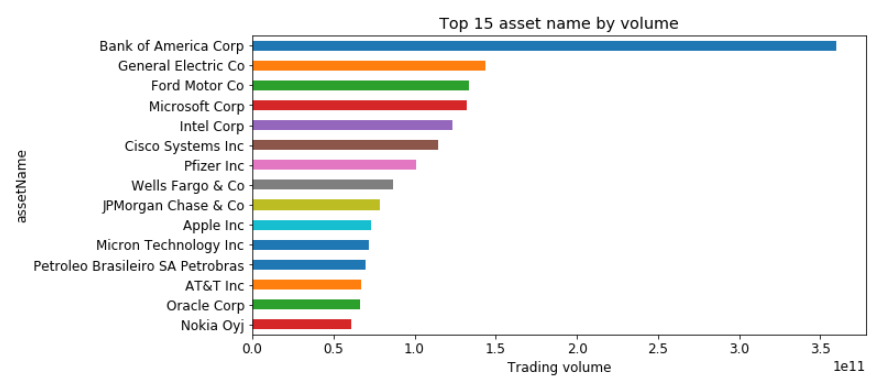 Top 15 asset name by volume
Bank of America Corp
General Electric Co
Ford Motor Co
Microsoft Corp
Intel Corp
Cisco Systems Inc
Pfizer Inc
Wells Fargo & Co
JPMorgan Chase & Co
Apple Inc
Micron Technology Inc
Petroleo Brasileiro SA Petrobras
AT&T Inc
Oracle Corp
Nokia Oyj
assetName
0.0 0.5 1.0 1.5 2.0 2.5 3.0 3.5
1e11
Trading volume